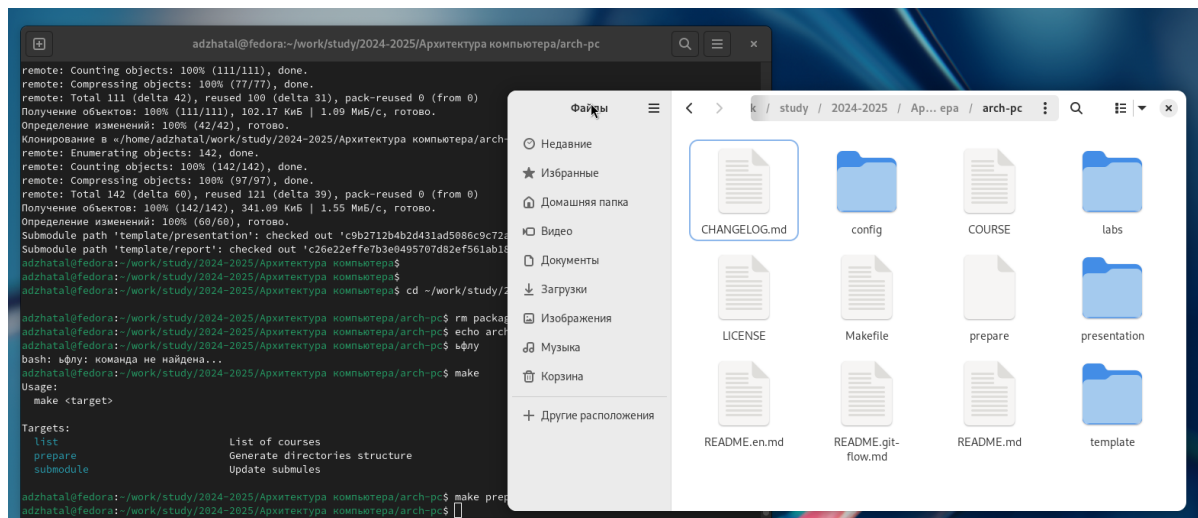 adzhatal@fedora:~/work/study/2024-2025/Архитектура компьютера/arch-pc
remote: Counting objects: 100% (111/111), done.
remote: Compressing objects: 100% (77/77), done.
remote: Total 111 (delta 42), reused 100 (delta 31), pack-reused 0 (from 0)
Получение объектов: 100% (111/111), 102.17 КиБ | 1.09 МиБ/с, готово.
Определение изменений: 100% (42/42), готово.
Клонирование в «/home/adzhatal/work/study/2024-2025/Архитектура компьютера/arch-
remote: Enumerating objects: 142, done.
remote: Counting objects: 100% (142/142), done.
remote: Compressing objects: 100% (97/97), done.
remote: Total 142 (delta 60), reused 121 (delta 39), pack-reused 0 (from 0)
Получение объектов: 100% (142/142), 341.09 КиБ | 1.55 МиБ/с, готово.
Определение изменений: 100% (60/60), готово.
Submodule path 'template/presentation': checked out 'c9b2712b4b2d431ad5086c9c72a
Submodule path 'template/report': checked out 'c26e22effe7b3e0495707d82ef561ab18
adzhatal@fedora:~/work/study/2024-2025/Архитектура компьютера$
adzhatal@fedora:~/work/study/2024-2025/Архитектура компьютера$
adzhatal@fedora:~/work/study/2024-2025/Архитектура компьютера$ cd ~/work/study/2
adzhatal@fedora:~/work/study/2024-2025/Архитектура компьютера/arch-pc$ rm packag
adzhatal@fedora:~/work/study/2024-2025/Архитектура компьютера/arch-pc$ echo arch
adzhatal@fedora:~/work/study/2024-2025/Архитектура компьютера/arch-pc$ ьфлу
bash: ьфлу: команда не найдена...
adzhatal@fedora:~/work/study/2024-2025/Архитектура компьютера/arch-pc$ make
Usage:
make <target>
Targets:
list List of courses
prepare Generate directories structure
submodule Update submules
adzhatal@fedora:~/work/study/2024-2025/Архитектура компьютера/arch-pc$ make prep
adzhatal@fedora:~/work/study/2024-2025/Архитектура компьютера/arch-pc$
Файлы
Недавние
Избранные
Домашняя папка
Видео
Документы
Загрузки
Изображения
Музыка
Корзина
Другие расположения
k / study / 2024-2025 / Ар… ера / arch-pc
CHANGELOG.md
config
COURSE
labs
LICENSE
Makefile
prepare
presentation
README.en.md
README.git-
flow.md
README.md
template